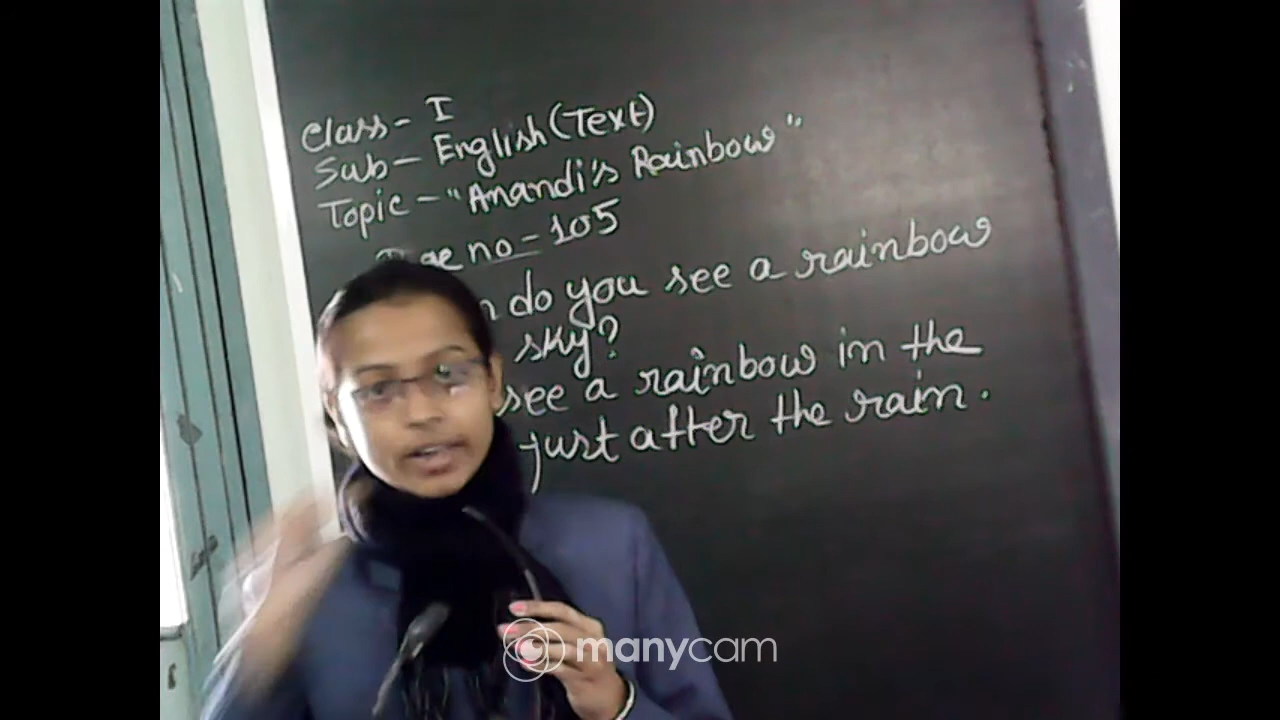 Class - I
Sub - English (Text)
Topic - "Anandi's Rainbow"
no - 105
do you see a rainbow
sky?
see a rainbow in the
just after the rain.
manycam